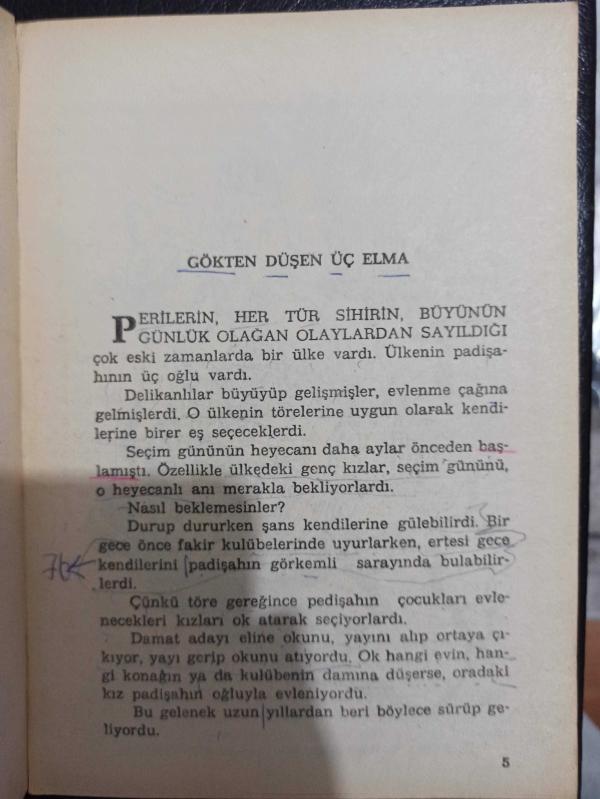 GÖKTEN DÜŞEN ÜÇ ELMA
PERİLERİN, HER TÜR SİHİRİN, BÜYÜNÜN
GÜNLÜK OLAĞAN OLAYLARDAN SAYILDIĞI
çok eski zamanlarda bir ülke vardı. Ülkenin padişa-
hının üç oğlu vardı.
Delikanlılar büyüyüp gelişmişler, evlenme çağına
gelmişlerdi. O ülkenin törelerine uygun olarak kendi-
lerine birer eş seçeceklerdi.
Seçim gününün heyecanı daha aylar önceden baş-
lamıştı. Özellikle ülkedeki genç kızlar, seçim gününü,
o heyecanlı anı merakla bekliyorlardı.
Nasıl beklemesinler?
Durup dururken şans kendilerine gülebilirdi. Bir
gece önce fakir kulübelerinde uyurlarken, ertesi gece
kendilerini padişahın görkemli sarayında bulabilir-
lerdi.
Çünkü töre gereğince pedişahın çocukları evle-
necekleri kızları ok atarak seçiyorlardı.
Damat adayı eline okunu, yayını alıp ortaya çı-
kıyor, yayı gerip okunu atıyordu. Ok hangi evin, han-
gi konağın ya da kulübenin damına düşerse, oradaki
kız padişahın oğluyla evleniyordu.
Bu gelenek uzun yıllardan beri böylece sürüp ge-
liyordu.
5